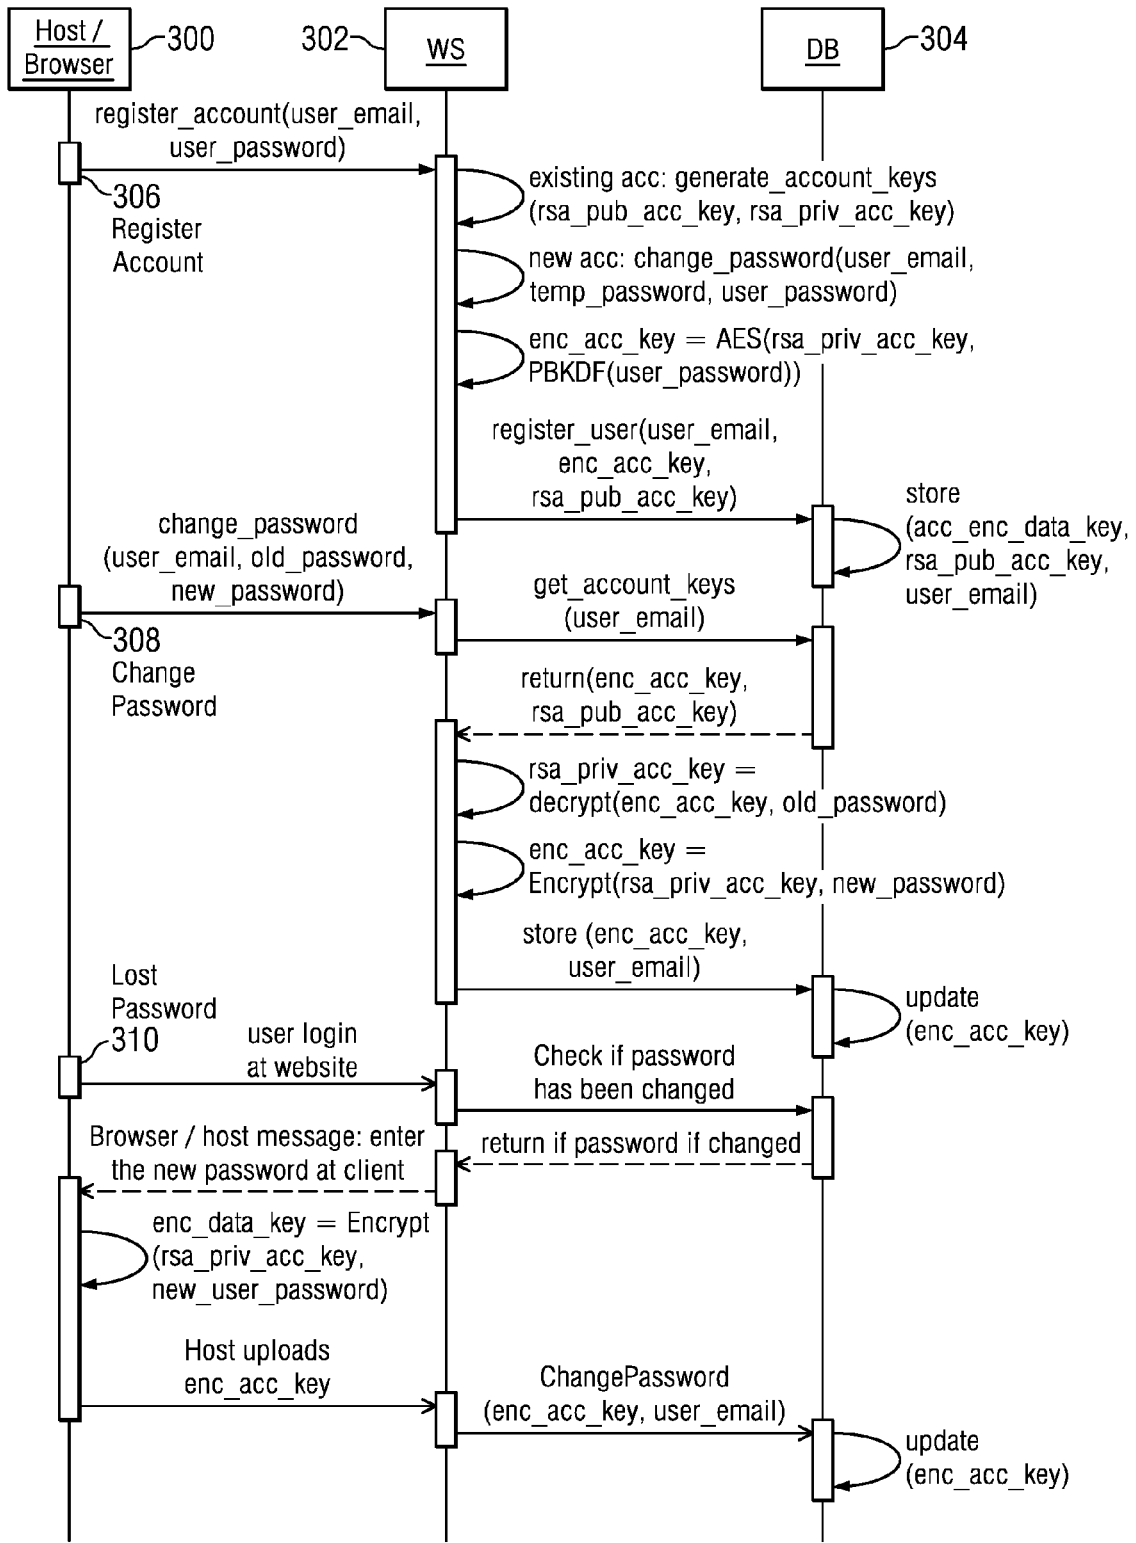 Host /
Browser
300
302
WS
DB
304
register_account(user_email,
user_password)
306
Register
Account
existing acc: generate_account_keys
(rsa_pub_acc_key, rsa_priv_acc_key)
new acc: change_password(user_email,
temp_password, user_password)
enc_acc_key = AES(rsa_priv_acc_key,
PBKDF(user_password))
register_user(user_email,
enc_acc_key,
rsa_pub_acc_key)
store
(acc_enc_data_key,
rsa_pub_acc_key,
user_email)
change_password
(user_email, old_password,
new_password)
308
Change
Password
get_account_keys
(user_email)
return(enc_acc_key,
rsa_pub_acc_key)
rsa_priv_acc_key =
decrypt(enc_acc_key, old_password)
enc_acc_key =
Encrypt(rsa_priv_acc_key, new_password)
store (enc_acc_key,
user_email)
update
(enc_acc_key)
Lost
Password
310
user login
at website
Check if password
has been changed
return if password if changed
Browser / host message: enter
the new password at client
enc_data_key = Encrypt
(rsa_priv_acc_key,
new_user_password)
Host uploads
enc_acc_key
ChangePassword
(enc_acc_key, user_email)
update
(enc_acc_key)